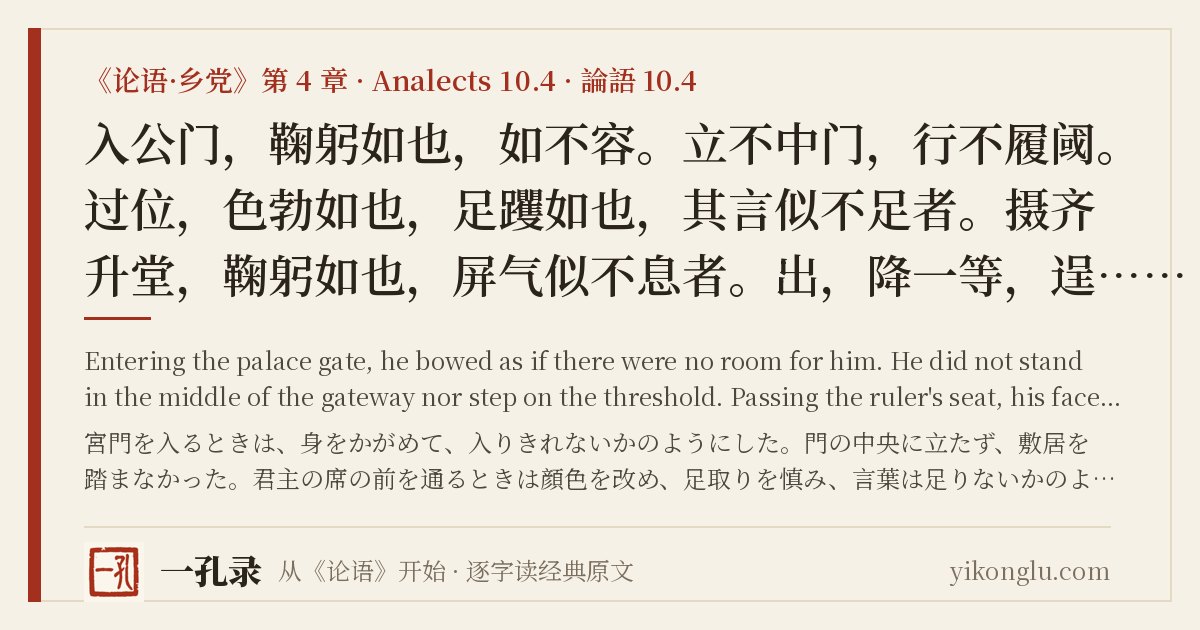 《论语·乡党》第 4 章 · Analects 10.4 · 論語 10.4
入公门，鞠躬如也，如不容。立不中门，行不履阈。
过位，色勃如也，足躩如也，其言似不足者。摄齐
升堂，鞠躬如也，屏气似不息者。出，降一等，逞……
Entering the palace gate, he bowed as if there were no room for him. He did not stand
in the middle of the gateway nor step on the threshold. Passing the ruler's seat, his face...
宮門を入るときは、身をかがめて、入りきれないかのようにした。門の中央に立たず、敷居を
踏まなかった。君主の席の前を通るときは顔色を改め、足取りを慎み、言葉は足りないかのよ…
一孔
一孔录 从《论语》开始 · 逐字读经典原文 yikonglu.com